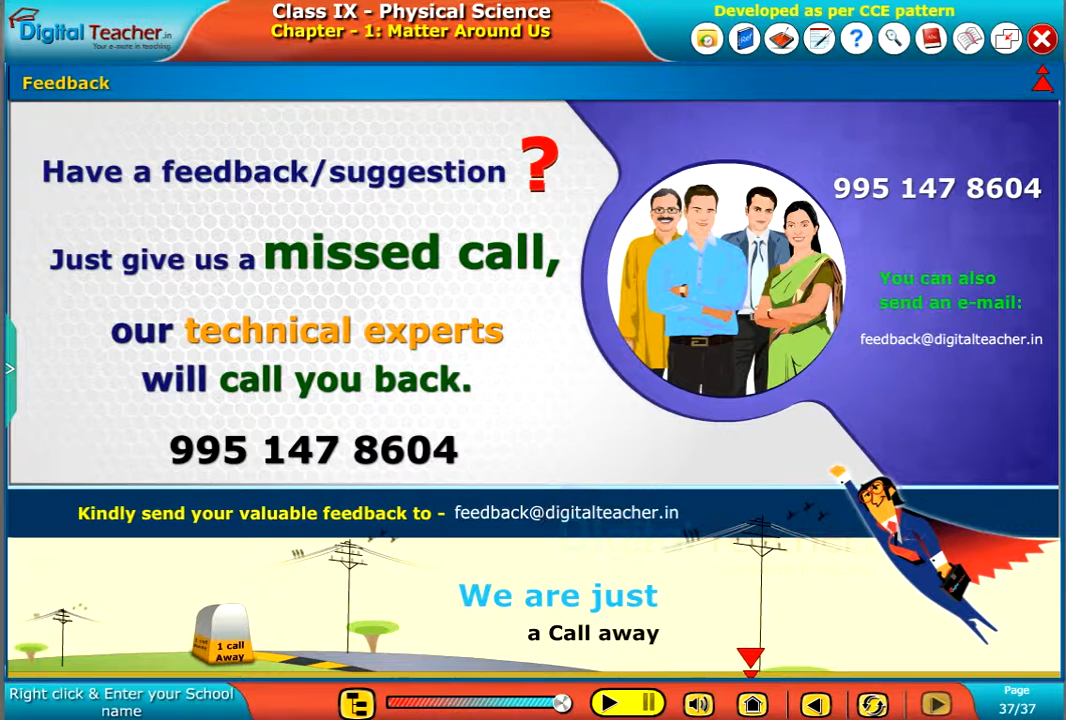 Digital Teacher.in
Your e-mate in teaching
Class IX - Physical Science
Chapter - 1: Matter Around Us
Developed as per CCE pattern
Feedback
Have a feedback/suggestion ?
Just give us a missed call,
our technical experts
will call you back.
995 147 8604
995 147 8604
You can also
send an e-mail:
feedback@digitalteacher.in
Kindly send your valuable feedback to - feedback@digitalteacher.in
We are just
a Call away
1 call
Away
Right click & Enter your School
name
Page
37/37